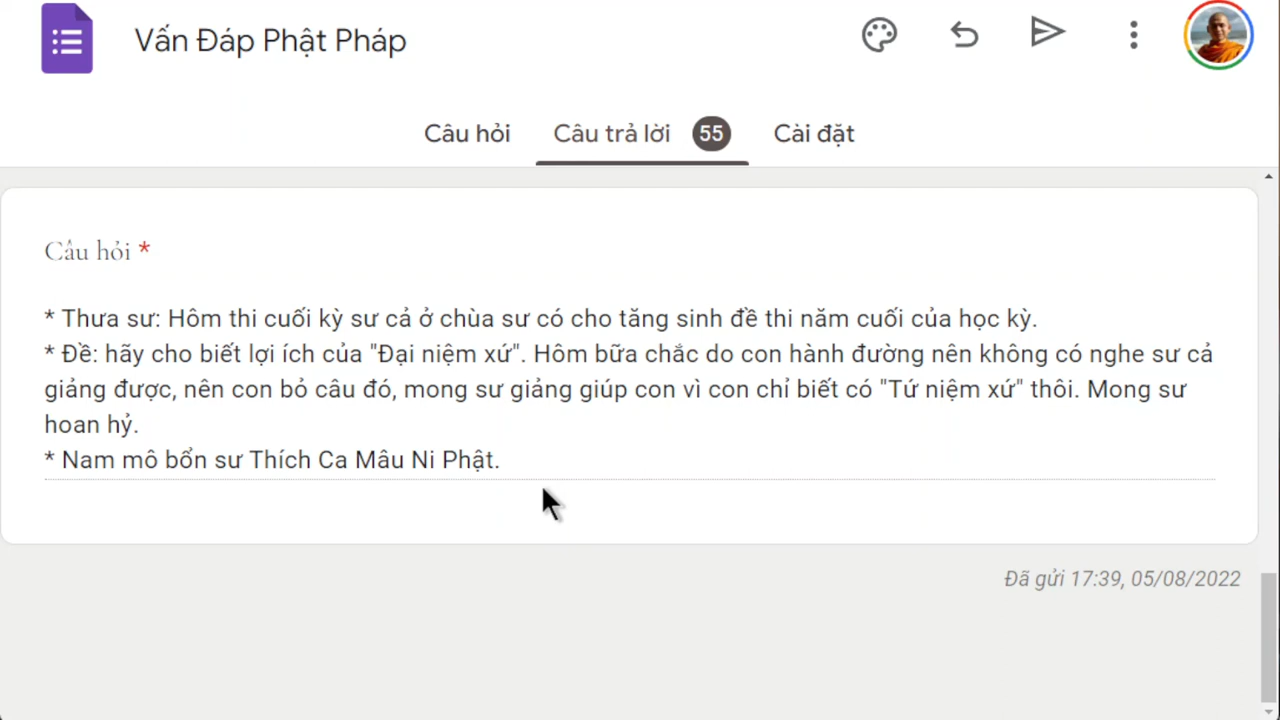 Vấn Đáp Phật Pháp
Câu hỏi
Câu trả lời 55
Cài đặt
Câu hỏi *
* Thưa sư: Hôm thi cuối kỳ sư cả ở chùa sư có cho tăng sinh đề thi năm cuối của học kỳ.
* Đề: hãy cho biết lợi ích của "Đại niệm xứ". Hôm bữa chắc do con hành đường nên không có nghe sư cả
giảng được, nên con bỏ câu đó, mong sư giảng giúp con vì con chỉ biết có "Tứ niệm xứ" thôi. Mong sư
hoan hỷ.
* Nam mô bổn sư Thích Ca Mâu Ni Phật.
Đã gửi 17:39, 05/08/2022